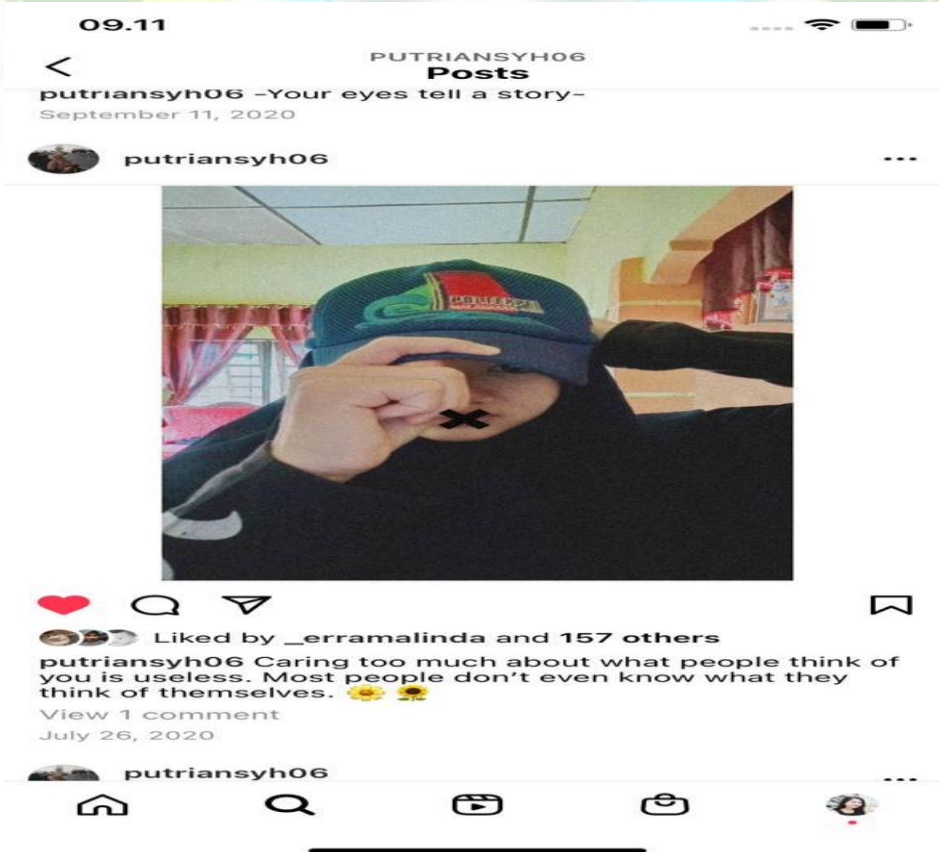 09.11
PUTRIANSYH06
Posts
putriansyh06 -Your eyes tell a story-
September 11, 2020
putriansyh06
Liked by _erramalinda and 157 others
putriansyh06 Caring too much about what people think of
you is useless. Most people don't even know what they
think of themselves. 🌼 🌻
View 1 comment
July 26, 2020
putriansyh06